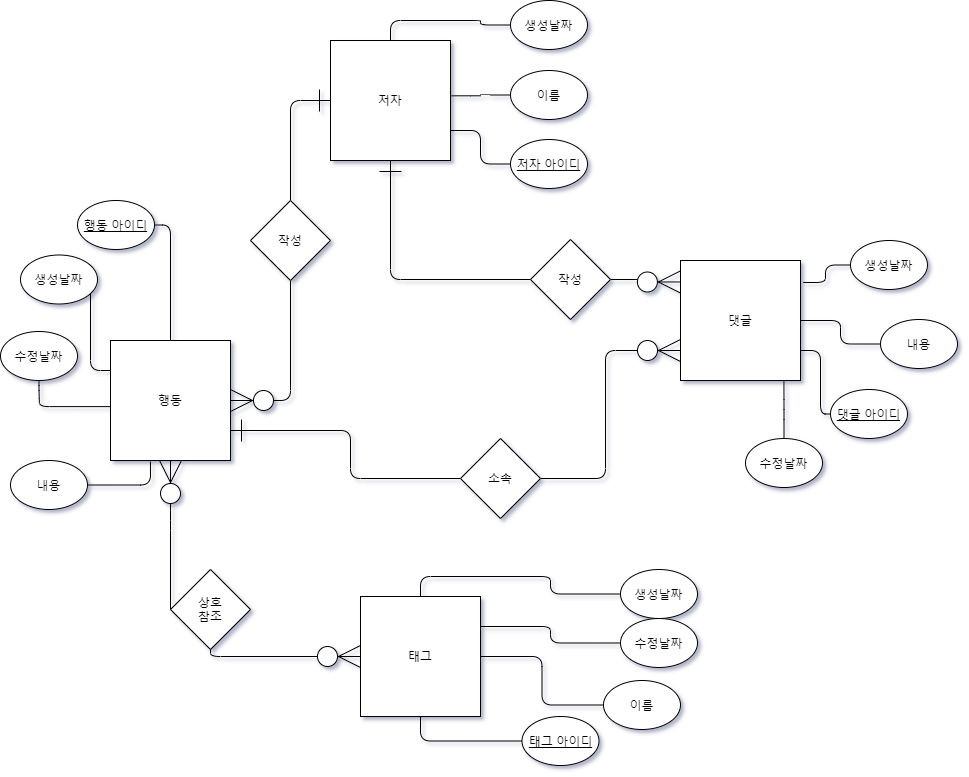 생성날짜
저자
이름
저자 아이디
행동 아이디
작성
생성날짜
작성
생성날짜
댓글
내용
수정날짜
행동
댓글 아이디
수정날짜
내용
소속
상호
참조
생성날짜
수정날짜
태그
이름
태그 아이디